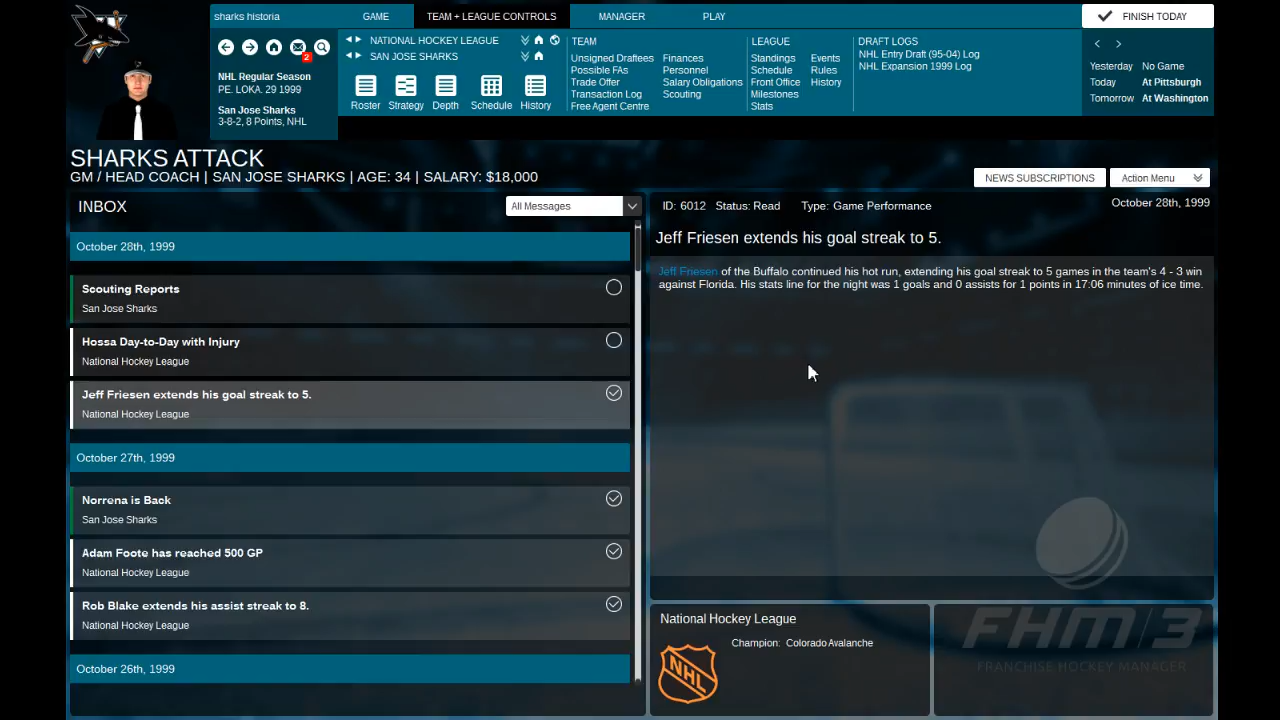 sharks historia
GAME
TEAM + LEAGUE CONTROLS
MANAGER
PLAY
FINISH TODAY
2
NHL Regular Season
PE. LOKA. 29 1999
San Jose Sharks
3-8-2, 8 Points, NHL
NATIONAL HOCKEY LEAGUE
SAN JOSE SHARKS
Roster
Strategy
Depth
Schedule
History
TEAM
Unsigned Draftees
Finances
Possible FAs
Personnel
Trade Offer
Salary Obligations
Transaction Log
Scouting
Free Agent Centre
LEAGUE
Standings
Events
Schedule
Rules
Front Office
History
Milestones
Stats
DRAFT LOGS
NHL Entry Draft (95-04) Log
NHL Expansion 1999 Log
Yesterday No Game
Today At Pittsburgh
Tomorrow At Washington
SHARKS ATTACK
GM / HEAD COACH | SAN JOSE SHARKS | AGE: 34 | SALARY: $18,000
NEWS SUBSCRIPTIONS
Action Menu
INBOX
All Messages
October 28th, 1999
Scouting Reports
San Jose Sharks
Hossa Day-to-Day with Injury
National Hockey League
Jeff Friesen extends his goal streak to 5.
National Hockey League
October 27th, 1999
Norrena is Back
San Jose Sharks
Adam Foote has reached 500 GP
National Hockey League
Rob Blake extends his assist streak to 8.
National Hockey League
October 26th, 1999
ID: 6012 Status: Read Type: Game Performance
October 28th, 1999
Jeff Friesen extends his goal streak to 5.
Jeff Friesen of the Buffalo continued his hot run, extending his goal streak to 5 games in the team's 4 - 3 win
against Florida. His stats line for the night was 1 goals and 0 assists for 1 points in 17:06 minutes of ice time.
National Hockey League
Champion: Colorado Avalanche
NHL
FHM/3
FRANCHISE HOCKEY MANAGER